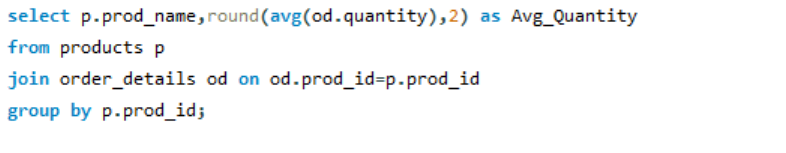 select p.prod_name,round(avg(od.quantity),2) as Avg_Quantity
from products p
join order_details od on od.prod_id=p.prod_id
group by p.prod_id;